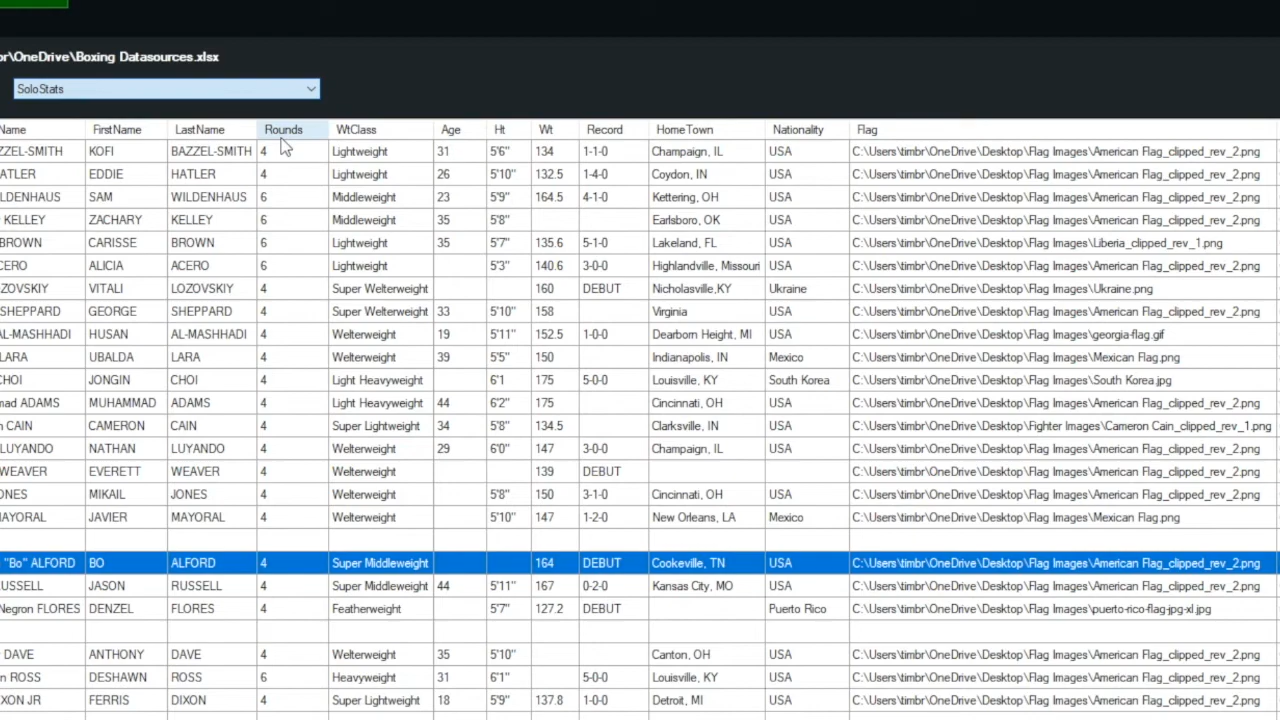 r\OneDrive\Boxing Datasources.xlsx
SoloStats
Name FirstName LastName Rounds WtClass Age Ht Wt Record HomeTown Nationality Flag
ZZEL-SMITH KOFI BAZZEL-SMITH 4 Lightweight 31 5'6" 134 1-1-0 Champaign, IL USA C:\Users\timbr\OneDrive\Desktop\Flag Images\American Flag_clipped_rev_2.png
ATLER EDDIE HATLER 4 Lightweight 26 5'10" 132.5 1-4-0 Coydon, IN USA C:\Users\timbr\OneDrive\Desktop\Flag Images\American Flag_clipped_rev_2.png
LDENHAUS SAM WILDENHAUS 6 Middleweight 23 5'9" 164.5 4-1-0 Kettering, OH USA C:\Users\timbr\OneDrive\Desktop\Flag Images\American Flag_clipped_rev_2.png
KELLEY ZACHARY KELLEY 4 Middleweight 35 5'8" Earlsboro, OK USA C:\Users\timbr\OneDrive\Desktop\Flag Images\American Flag_clipped_rev_2.png
BROWN CARISSE BROWN 6 Lightweight 35 5'7" 135.6 5-1-0 Lakeland, FL USA C:\Users\timbr\OneDrive\Desktop\Flag Images\Liberia_clipped_rev_1.png
CERO ALICIA ACERO 6 Lightweight 5'3" 140.6 3-0-0 Highlandville, Missouri USA C:\Users\timbr\OneDrive\Desktop\Flag Images\American Flag_clipped_rev_2.png
ZOVSKIY VITALI LOZOVSKIY 4 Super Welterweight 160 DEBUT Nicholasville,KY Ukraine C:\Users\timbr\OneDrive\Desktop\Flag Images\Ukraine.png
SHEPPARD GEORGE SHEPPARD 4 Super Welterweight 33 5'10" 158 Virginia USA C:\Users\timbr\OneDrive\Desktop\Flag Images\American Flag_clipped_rev_2.png
AL-MASHHADI HUSAN AL-MASHHADI 4 Welterweight 19 5'11" 152.5 1-0-0 Dearborn Height, MI USA C:\Users\timbr\OneDrive\Desktop\Flag Images\georgia-flag.gif
LARA UBALDA LARA 4 Welterweight 39 5'5" 150 Indianapolis, IN Mexico C:\Users\timbr\OneDrive\Desktop\Flag Images\Mexican Flag.png
CHOI JONGIN CHOI 4 Light Heavyweight 6'1 175 5-0-0 Louisville, KY South Korea C:\Users\timbr\OneDrive\Desktop\Flag Images\South Korea.jpg
mad ADAMS MUHAMMAD ADAMS 4 Light Heavyweight 44 6'2" 175 Cincinnati, OH USA C:\Users\timbr\OneDrive\Desktop\Flag Images\American Flag_clipped_rev_2.png
n CAIN CAMERON CAIN 4 Super Lightweight 34 5'8" 134.5 Clarksville, IN USA C:\Users\timbr\OneDrive\Desktop\Fighter Images\Cameron Cain_clipped_rev_1.png
LUYANDO NATHAN LUYANDO 4 Welterweight 29 6'0" 147 3-0-0 Champaign, IL USA C:\Users\timbr\OneDrive\Desktop\Flag Images\American Flag_clipped_rev_2.png
WEAVER EVERETT WEAVER 4 Welterweight 139 DEBUT C:\Users\timbr\OneDrive\Desktop\Flag Images\American Flag_clipped_rev_2.png
ONES MIKAIL JONES 4 Welterweight 5'8" 150 3-1-0 Cincinnati, OH USA C:\Users\timbr\OneDrive\Desktop\Flag Images\American Flag_clipped_rev_2.png
MAYORAL JAVIER MAYORAL 4 Welterweight 5'10" 147 1-2-0 New Orleans, LA Mexico C:\Users\timbr\OneDrive\Desktop\Flag Images\Mexican Flag.png
"Bo" ALFORD BO ALFORD 4 Super Middleweight 164 DEBUT Cookeville, TN USA C:\Users\timbr\OneDrive\Desktop\Flag Images\American Flag_clipped_rev_2.png
RUSSELL JASON RUSSELL 4 Super Middleweight 44 5'11" 167 0-2-0 Kansas City, MO USA C:\Users\timbr\OneDrive\Desktop\Flag Images\American Flag_clipped_rev_2.png
Negron FLORES DENZEL FLORES 4 Featherweight 5'7" 127.2 DEBUT Puerto Rico C:\Users\timbr\OneDrive\Desktop\Flag Images\puerto-rico-flag-jpg-xl.jpg
DAVE ANTHONY DAVE 4 Welterweight 35 5'10" Canton, OH USA C:\Users\timbr\OneDrive\Desktop\Flag Images\American Flag_clipped_rev_2.png
n ROSS DESHAWN ROSS 6 Heavyweight 31 6'1" 5-0-0 Louisville, KY USA C:\Users\timbr\OneDrive\Desktop\Flag Images\American Flag_clipped_rev_2.png
XON JR FERRIS DIXON 4 Super Lightweight 18 5'9" 137.8 1-0-0 Detroit, MI USA C:\Users\timbr\OneDrive\Desktop\Flag Images\American Flag_clipped_rev_2.png